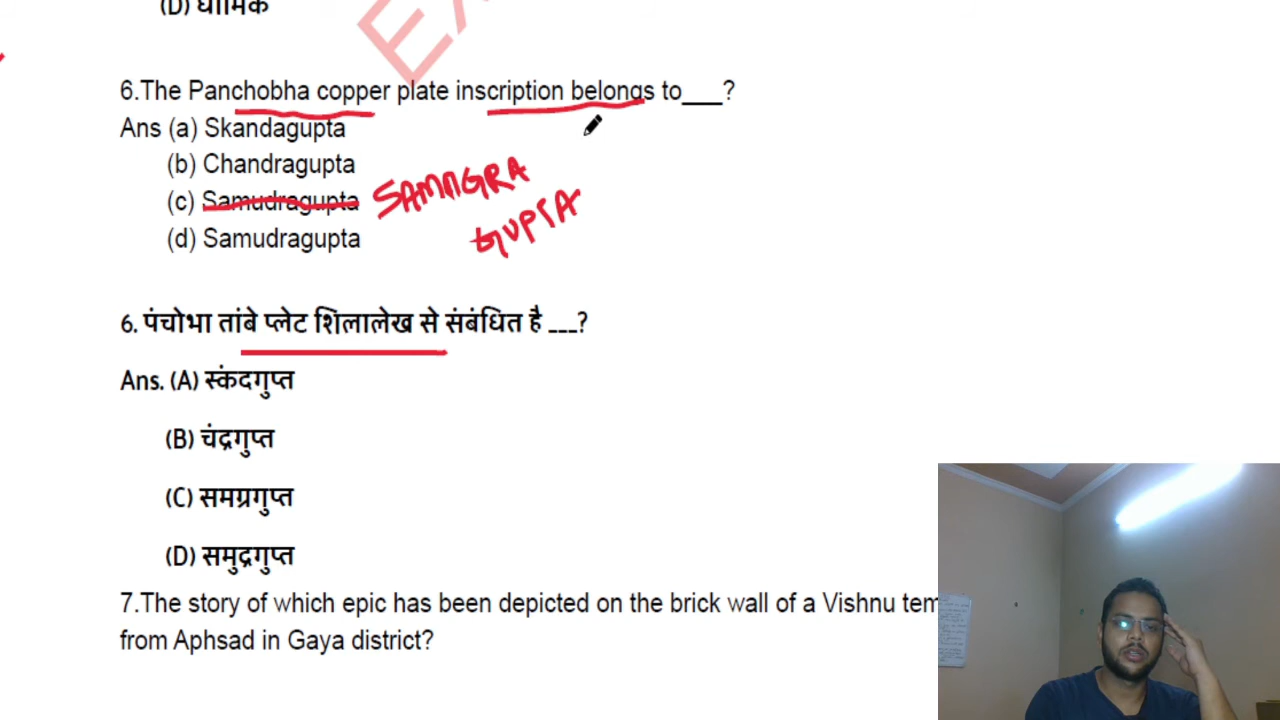 (D) धार्मिक
6.The Panchobha copper plate inscription belongs to___?
Ans (a) Skandagupta
(b) Chandragupta
(c) Samudragupta SAMAGRA
GUPTA
(d) Samudragupta
6. पंचोभा तांबे प्लेट शिलालेख से संबंधित है ___?
Ans. (A) स्कंदगुप्त
(B) चंद्रगुप्त
(C) समग्रगुप्त
(D) समुद्रगुप्त
7.The story of which epic has been depicted on the brick wall of a Vishnu tem
from Aphsad in Gaya district?